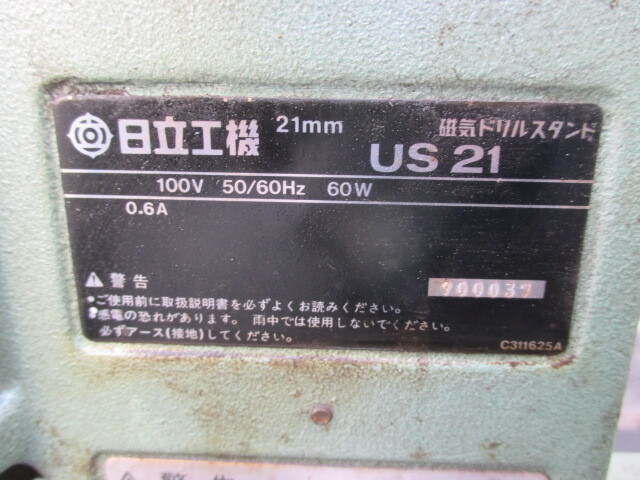 日立工機 21mm 磁気ドリルスタンド
US 21
100V 50/60Hz 60W
0.6A
⚠ 警告
●ご使用前に取扱説明書を必ずよくお読みください。
●感電の恐れがあります。雨中では使用しないでください。
必ずアース(接地)してください。
C311625A